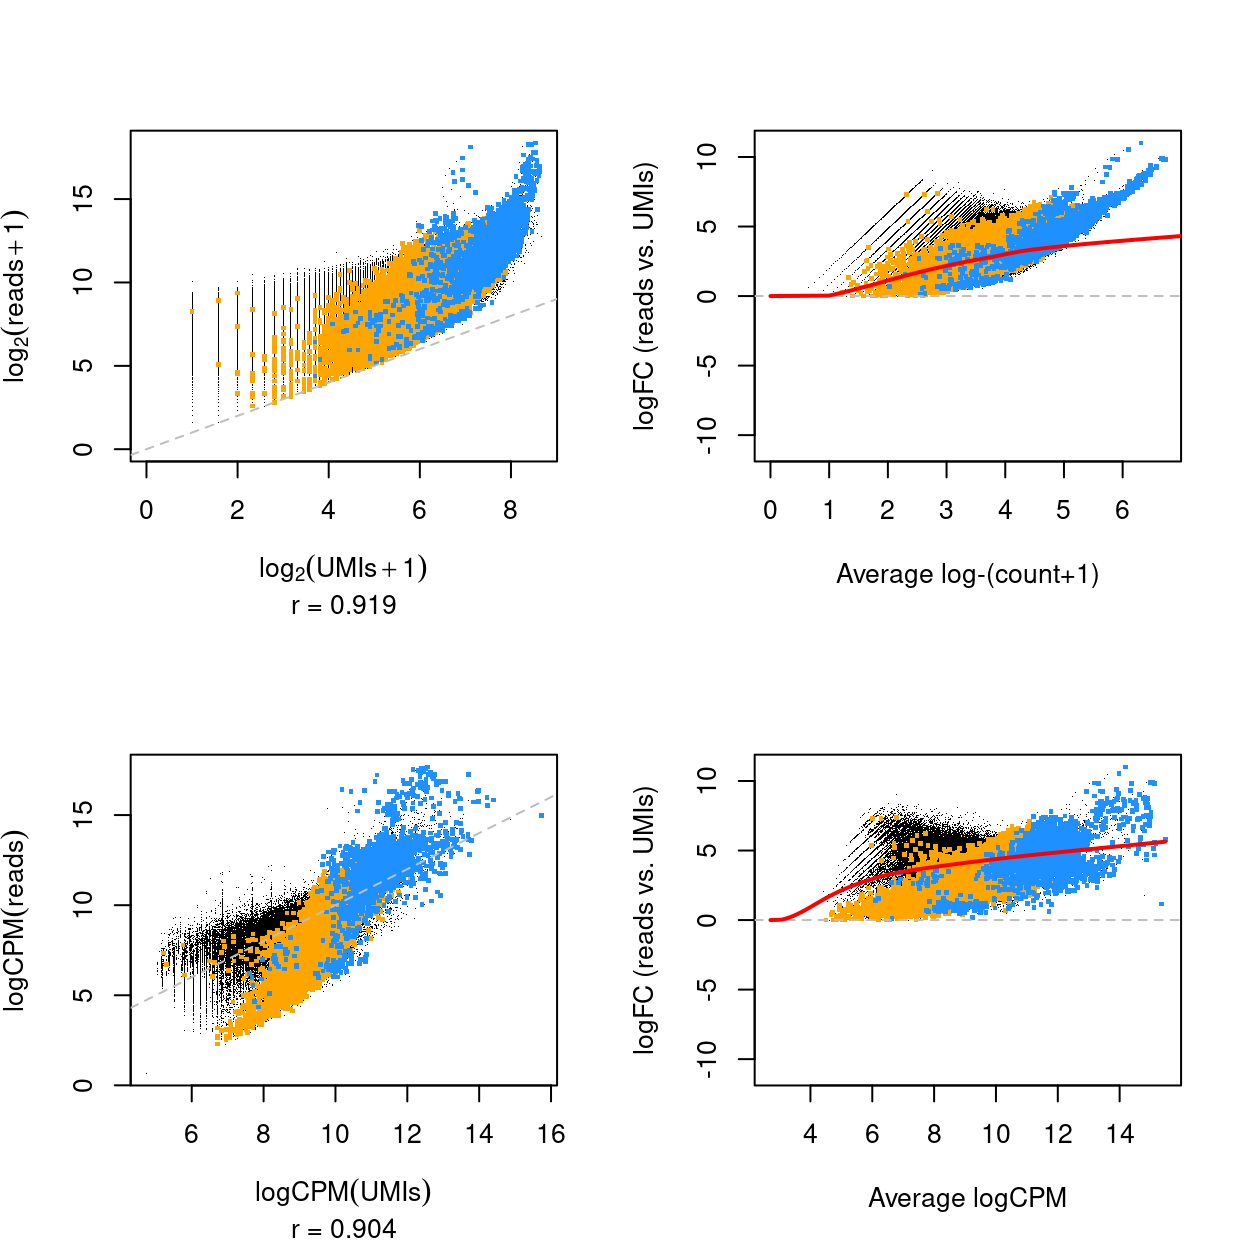 log₂(reads + 1)
15
10
5
0
0 2 4 6 8
log₂(UMIs + 1)
r = 0.919
logFC (reads vs. UMIs)
10
5
0
-5
-10
0 1 2 3 4 5 6
Average log-(count+1)
logCPM(reads)
15
10
5
0
6 8 10 12 14 16
logCPM(UMIs)
r = 0.904
logFC (reads vs. UMIs)
10
5
0
-5
-10
4 6 8 10 12 14
Average logCPM